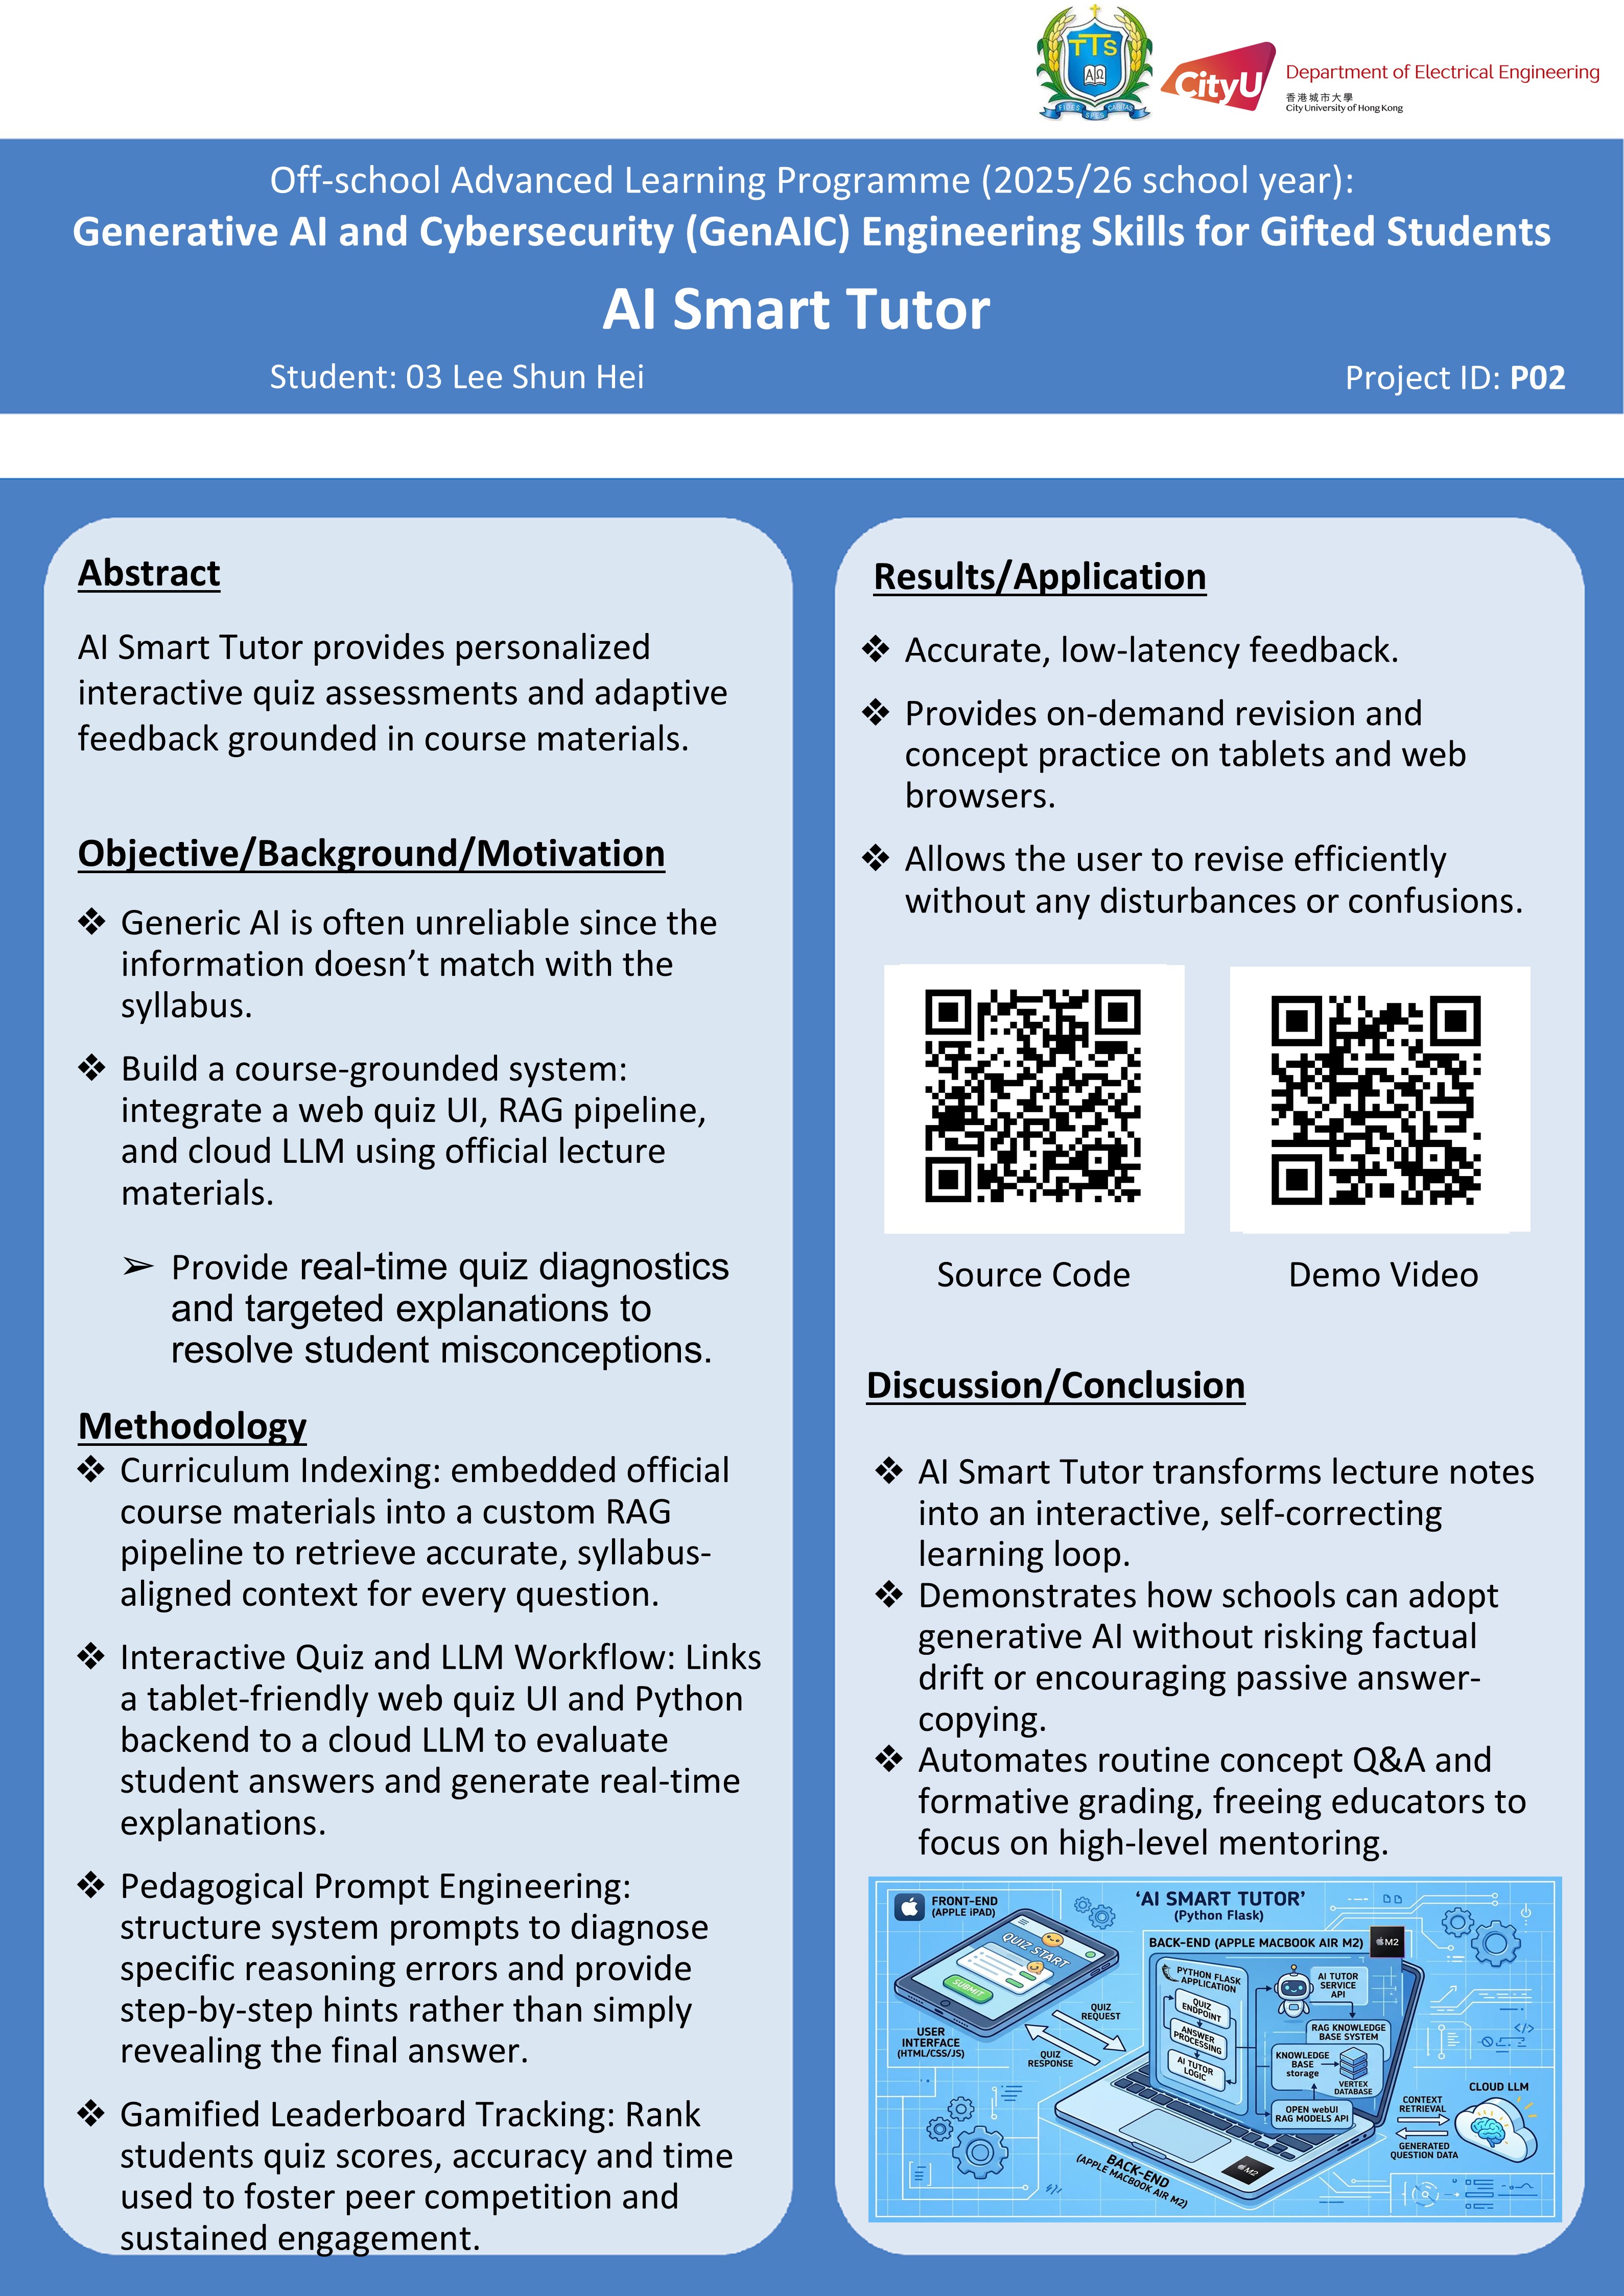 TTS
ΑΩ
FIDES SPES CARITAS
CityU
Department of Electrical Engineering
香港城市大學
City University of Hong Kong
Off-school Advanced Learning Programme (2025/26 school year):
Generative AI and Cybersecurity (GenAIC) Engineering Skills for Gifted Students
AI Smart Tutor
Student: 03 Lee Shun Hei
Project ID: P02
Abstract
AI Smart Tutor provides personalized
interactive quiz assessments and adaptive
feedback grounded in course materials.
Objective/Background/Motivation
❖ Generic AI is often unreliable since the
information doesn’t match with the
syllabus.
❖ Build a course-grounded system:
integrate a web quiz UI, RAG pipeline,
and cloud LLM using official lecture
materials.
➢ Provide real-time quiz diagnostics
and targeted explanations to
resolve student misconceptions.
Methodology
❖ Curriculum Indexing: embedded official
course materials into a custom RAG
pipeline to retrieve accurate, syllabus-
aligned context for every question.
❖ Interactive Quiz and LLM Workflow: Links
a tablet-friendly web quiz UI and Python
backend to a cloud LLM to evaluate
student answers and generate real-time
explanations.
❖ Pedagogical Prompt Engineering:
structure system prompts to diagnose
specific reasoning errors and provide
step-by-step hints rather than simply
revealing the final answer.
❖ Gamified Leaderboard Tracking: Rank
students quiz scores, accuracy and time
used to foster peer competition and
sustained engagement.
Results/Application
❖ Accurate, low-latency feedback.
❖ Provides on-demand revision and
concept practice on tablets and web
browsers.
❖ Allows the user to revise efficiently
without any disturbances or confusions.
Source Code
Demo Video
Discussion/Conclusion
❖ AI Smart Tutor transforms lecture notes
into an interactive, self-correcting
learning loop.
❖ Demonstrates how schools can adopt
generative AI without risking factual
drift or encouraging passive answer-
copying.
❖ Automates routine concept Q&A and
formative grading, freeing educators to
focus on high-level mentoring.
FRONT-END
(APPLE iPAD)
‘AI SMART TUTOR’
(Python Flask)
BACK-END (APPLE MACBOOK AIR M2)
M2
QUIZ START
SUBMIT
USER
INTERFACE
(HTML/CSS/JS)
QUIZ
REQUEST
QUIZ
RESPONSE
PYTHON FLASK
APPLICATION
QUIZ
ENDPOINT
ANSWER
PROCESSING
AI TUTOR
LOGIC
AI TUTOR
SERVICE
API
RAG KNOWLEDGE
BASE SYSTEM
KNOWLEDGE
BASE
storage
VERTEX
DATABASE
OPEN webUI
RAG MODELS API
CONTEXT
RETRIEVAL
GENERATED
QUESTION DATA
CLOUD LLM
</>
BACK-END
(APPLE MACBOOK AIR M2)
M2